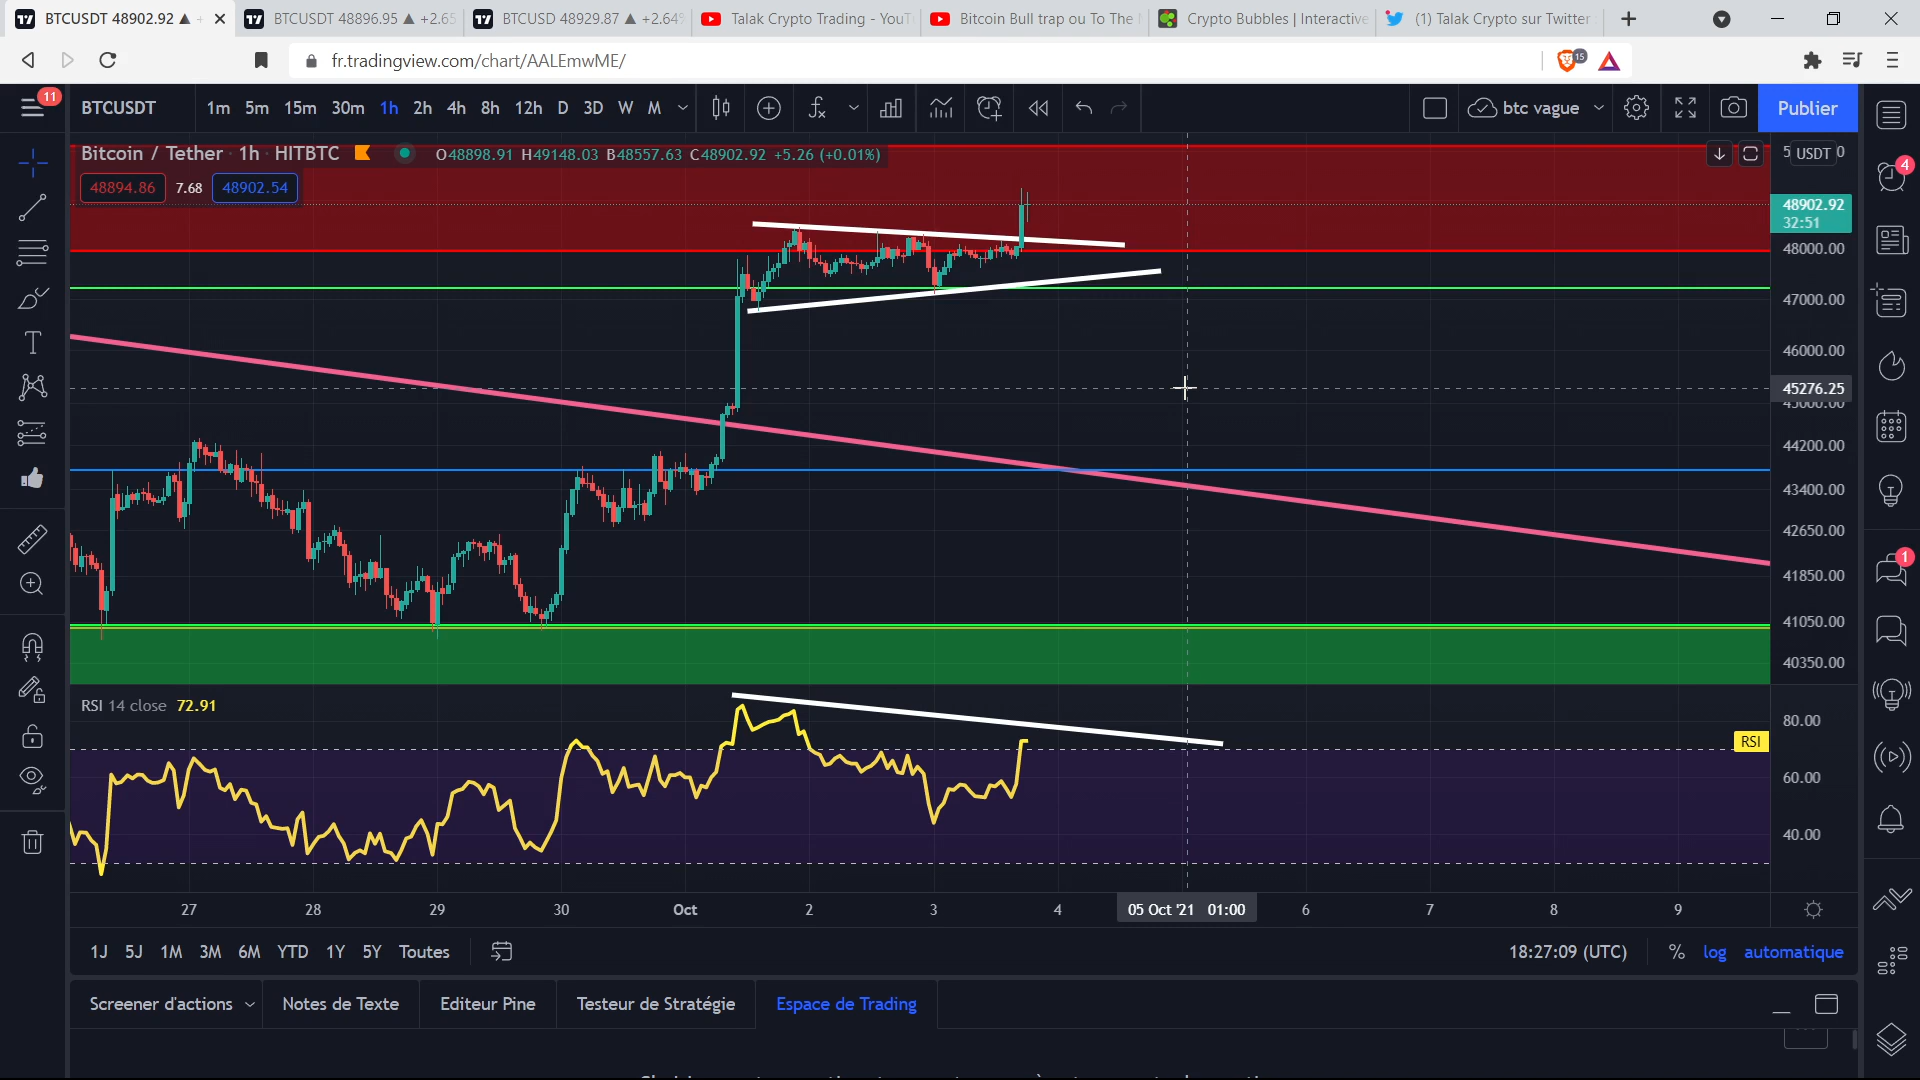 BTCUSDT 48902.92 ▲ +
BTCUSDT 48896.95 ▲ +2.65
BTCUSD 48929.87 ▲ +2.64%
Talak Crypto Trading - YouT
Bitcoin Bull trap ou To The
Crypto Bubbles | Interactive
(1) Talak Crypto sur Twitter
fr.tradingview.com/chart/AALEmwME/
15
11
BTCUSDT
1m 5m 15m 30m 1h 2h 4h 8h 12h D 3D W M
btc vague
Publier
Bitcoin / Tether · 1h · HITBTC
O48898.91 H49148.03 B48557.63 C48902.92 +5.26 (+0.01%)
USDT
48894.86 7.68 48902.54
4
48902.92
32:51
48000.00
47000.00
46000.00
45276.25
45000.00
44200.00
43400.00
42650.00
41850.00
41050.00
40350.00
1
RSI 14 close 72.91
80.00
RSI
60.00
40.00
27 28 29 30 Oct 2 3 4 05 Oct '21 01:00 6 7 8 9
1J 5J 1M 3M 6M YTD 1Y 5Y Toutes
18:27:09 (UTC) % log automatique
Screener d'actions Notes de Texte Editeur Pine Testeur de Stratégie Espace de Trading